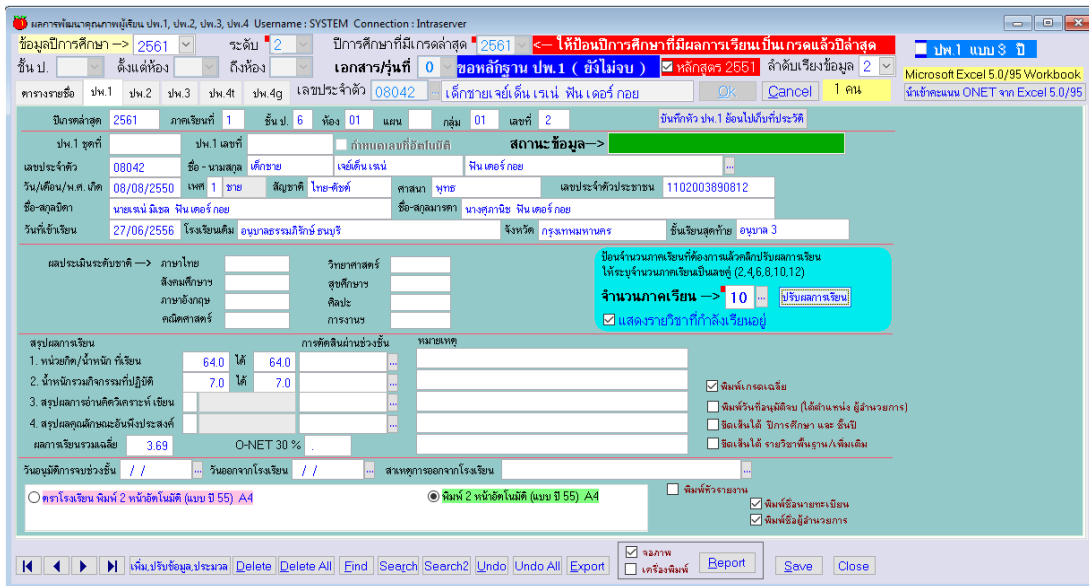 ผลการพัฒนาคุณภาพผู้เรียน ปพ.1, ปพ.2, ปพ.3, ปพ.4 Username : SYSTEM Connection : Intraserver
ข้อมูลปีการศึกษา —> 2561 ระดับ 2 ปีการศึกษาที่มีเกรดล่าสุด 2561 <— ให้ป้อนปีการศึกษาที่มีผลการเรียนเป็นเกรดแล้วปีล่าสุด ปพ.1 แบบ 3 ปี
ชั้น ป. ตั้งแต่ห้อง ถึงห้อง เอกสาร/รุ่นที่ 0 ขอหลักฐาน ปพ.1 ( ยังไม่จบ ) หลักสูตร 2551 ลำดับเรียงข้อมูล 2 Microsoft Excel 5.0/95 Workbook
ตารางรายชื่อ ปพ.1 ปพ.2 ปพ.3 ปพ.4t ปพ.4g เลขประจำตัว 08042 ... เด็กชายเจย์เด็น เรเน่ ฟัน เดอร์ กอย Ok Cancel 1 คน นำเข้าคะแนน ONET จาก Excel 5.0/95
ปีเกรดล่าสุด 2561 ภาคเรียนที่ 1 ชั้น ป. 6 ห้อง 01 แผน กลุ่ม 01 เลขที่ 2 บันทึกหัว ปพ.1 ย้อนไปเก็บที่ประวัติ
ปพ.1 ชุดที่ ปพ.1 เลขที่ กำหนดเลขที่อัตโนมัติ สถานะข้อมูล—>
เลขประจำตัว 08042 ชื่อ - นามสกุล เด็กชาย เจย์เด็น เรเน่ ฟัน เดอร์ กอย ...
วัน/เดือน/พ.ศ. เกิด 08/08/2550 เพศ 1 ชาย สัญชาติ ไทย-ดัชต์ ศาสนา พุทธ เลขประจำตัวประชาชน 1102003890812
ชื่อ-สกุลบิดา นายเรเน่ มิเชล ฟัน เดอร์ กอย ชื่อ-สกุลมารดา นางศุภานิช ฟัน เดอร์ กอย
วันที่เข้าเรียน 27/06/2556 โรงเรียนเดิม อนุบาลธรรมภิรักษ์ ธนบุรี จังหวัด กรุงเทพมหานคร ชั้นเรียนสุดท้าย อนุบาล 3
ผลประเมินระดับชาติ —> ภาษาไทย วิทยาศาสตร์ ป้อนจำนวนภาคเรียนที่ต้องการแล้วคลิกปรับผลการเรียน
สังคมศึกษาฯ สุขศึกษาฯ ให้ระบุจำนวนภาคเรียนเป็นเลขคู่ (2,4,6,8,10,12)
ภาษาอังกฤษ ศิลปะ จำนวนภาคเรียน —> 10 ... ปรับผลการเรียน
คณิตศาสตร์ การงานฯ แสดงรายวิชาที่กำลังเรียนอยู่
สรุปผลการเรียน การตัดสินผ่านช่วงชั้น หมายเหตุ
1. หน่วยกิต/น้ำหนัก ที่เรียน 64.0 ได้ 64.0 ...
2. น้ำหนักรวมกิจกรรมที่ปฏิบัติ 7.0 ได้ 7.0 ... พิมพ์เกรดเฉลี่ย
3. สรุปผลการอ่านคิดวิเคราะห์ เขียน ... พิมพ์วันที่อนุมัติจบ (ใต้ตำแหน่ง ผู้อำนวยการ)
4. สรุปผลคุณลักษณะอันพึงประสงค์ ... ขีดเส้นใต้ ปีการศึกษา และ ชั้นปี
ผลการเรียนรวมเฉลี่ย 3.69 O-NET 30 % . ขีดเส้นใต้ รายวิชาพื้นฐาน/เพิ่มเติม
วันอนุมัติการจบช่วงชั้น / / ... วันออกจากโรงเรียน / / ... สาเหตุการออกจากโรงเรียน ...
ตราโรงเรียน พิมพ์ 2 หน้าอัตโนมัติ (แบบ ปี 55) A4 พิมพ์ 2 หน้าอัตโนมัติ (แบบ ปี 55) A4 พิมพ์หัวรายงาน
พิมพ์ชื่อนายทะเบียน
พิมพ์ชื่อผู้อำนวยการ
เพิ่ม,ปรับข้อมูล,ประมวล Delete Delete All Find Search Search2 Undo Undo All Export จอภาพ Report Save Close
เครื่องพิมพ์